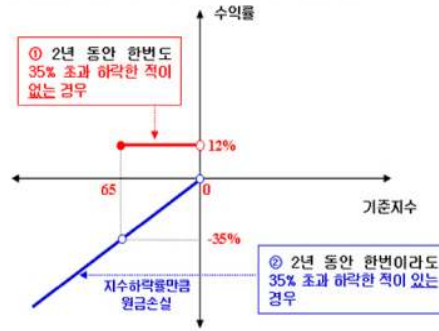 수익률
① 2년 동안 한번도
35% 초과 하락한 적이
없는 경우
12%
65
0
기준지수
-35%
② 2년 동안 한번이라도
35% 초과 하락한 적이 있는
경우
지수하락률만큼
원금손실